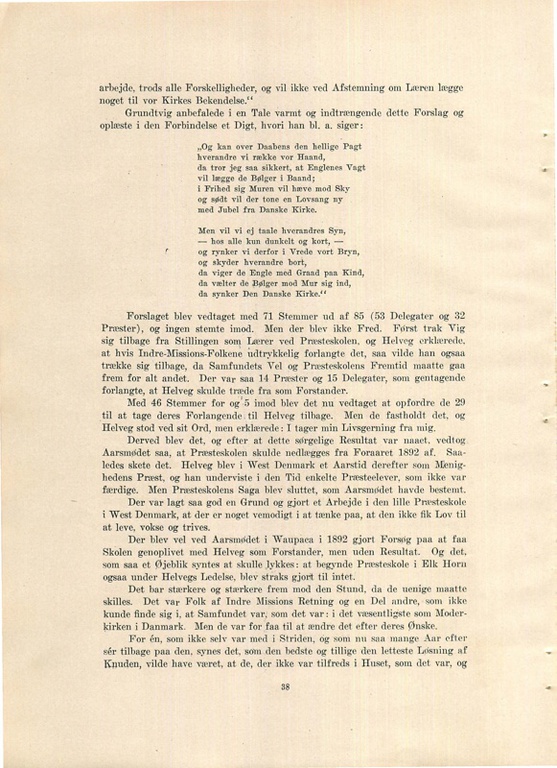 arbejde, trods alle Forskelligheder, og vil ikke ved Afstemning om Læren lægge
noget til vor Kirkes Bekendelse.“
Grundtvig anbefalede i en Tale varmt og indtrængende dette Forslag og
oplæste i den Forbindelse et Digt, hvori han bl. a. siger:
„Og kan over Daabens den hellige Pagt
hverandre vi række vor Haand,
da tror jeg saa sikkert, at Englenes Vagt
vil lægge de Bølger i Baand;
i Frihed sig Muren vil hæve mod Sky
og sødt vil der tone en Lovsang ny
med Jubel fra Danske Kirke.
Men vil vi ej taale hverandres Syn,
— hos alle kun dunkelt og kort, —
og rynker vi derfor i Vrede vort Bryn,
og skyder hverandre bort,
da viger de Engle med Graad paa Kind,
da vælter de Bølger mod Mur sig ind,
da synker Den Danske Kirke.“
Forslaget blev vedtaget med 71 Stemmer ud af 85 (53 Delegater og 32
Præster), og ingen stemte imod. Men der blev ikke Fred. Først trak Vig
sig tilbage fra Stillingen som Lærer ved Præsteskolen, og Helveg erklærede,
at hvis Indre-Missions-Folkene udtrykkelig forlangte det, saa vilde han ogsaa
trække sig tilbage, da Samfundets Vel og Præsteskolens Fremtid maatte gaa
frem for alt andet. Der var saa 14 Præster og 15 Delegater, som gentagende
forlangte, at Helveg skulde træde fra som Forstander.
Med 46 Stemmer for og 5 imod blev det nu vedtaget at opfordre de 29
til at tage deres Forlangende til Helveg tilbage. Men de fastholdt det, og
Helveg stod ved sit Ord, men erklærede: I tager min Livsgerning fra mig.
Derved blev det, og efter at dette sørgelige Resultat var naaet, vedtog
Aarsmødet saa, at Præsteskolen skulde nedlægges fra Foraaret 1892 af. Saa-
ledes skete det. Helveg blev i West Denmark et Aarstid derefter som Menig-
hedens Præst, og han underviste i den Tid enkelte Præsteelever, som ikke var
færdige. Men Præsteskolens Saga blev sluttet, som Aarsmødet havde bestemt.
Der var lagt saa god en Grund og gjort et Arbejde i den lille Præsteskole
i West Denmark, at der er noget vemodigt i at tænke paa, at den ikke fik Lov til
at leve, vokse og trives.
Der blev vel ved Aarsmødet i Waupaca i 1892 gjort Forsøg paa at faa
Skolen genoplivet med Helveg som Forstander, men uden Resultat. Og det,
som saa et Øjeblik syntes at skulle lykkes: at begynde Præsteskole i Elk Horn
ogsaa under Helvegs Ledelse, blev straks gjort til intet.
Det bar stærkere og stærkere frem mod den Stund, da de uenige maatte
skilles. Det var Folk af Indre Missions Retning og en Del andre, som ikke
kunde finde sig i, at Samfundet var, som det var: i det væsentligste som Moder-
kirken i Danmark. Men de var for faa til at ændre det efter deres Ønske.
For én, som ikke selv var med i Striden, og som nu saa mange Aar efter
sér tilbage paa den, synes det, som den bedste og tillige den letteste Løsning af
Knuden, vilde have været, at de, der ikke var tilfreds i Huset, som det var, og
38